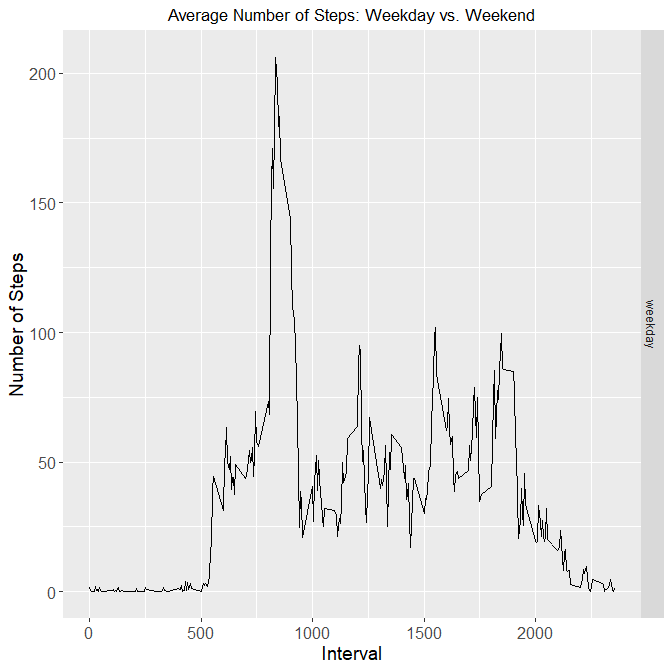 Average Number of Steps: Weekday vs. Weekend
Number of Steps
200
150
100
50
0
weekday
0 500 1000 1500 2000
Interval